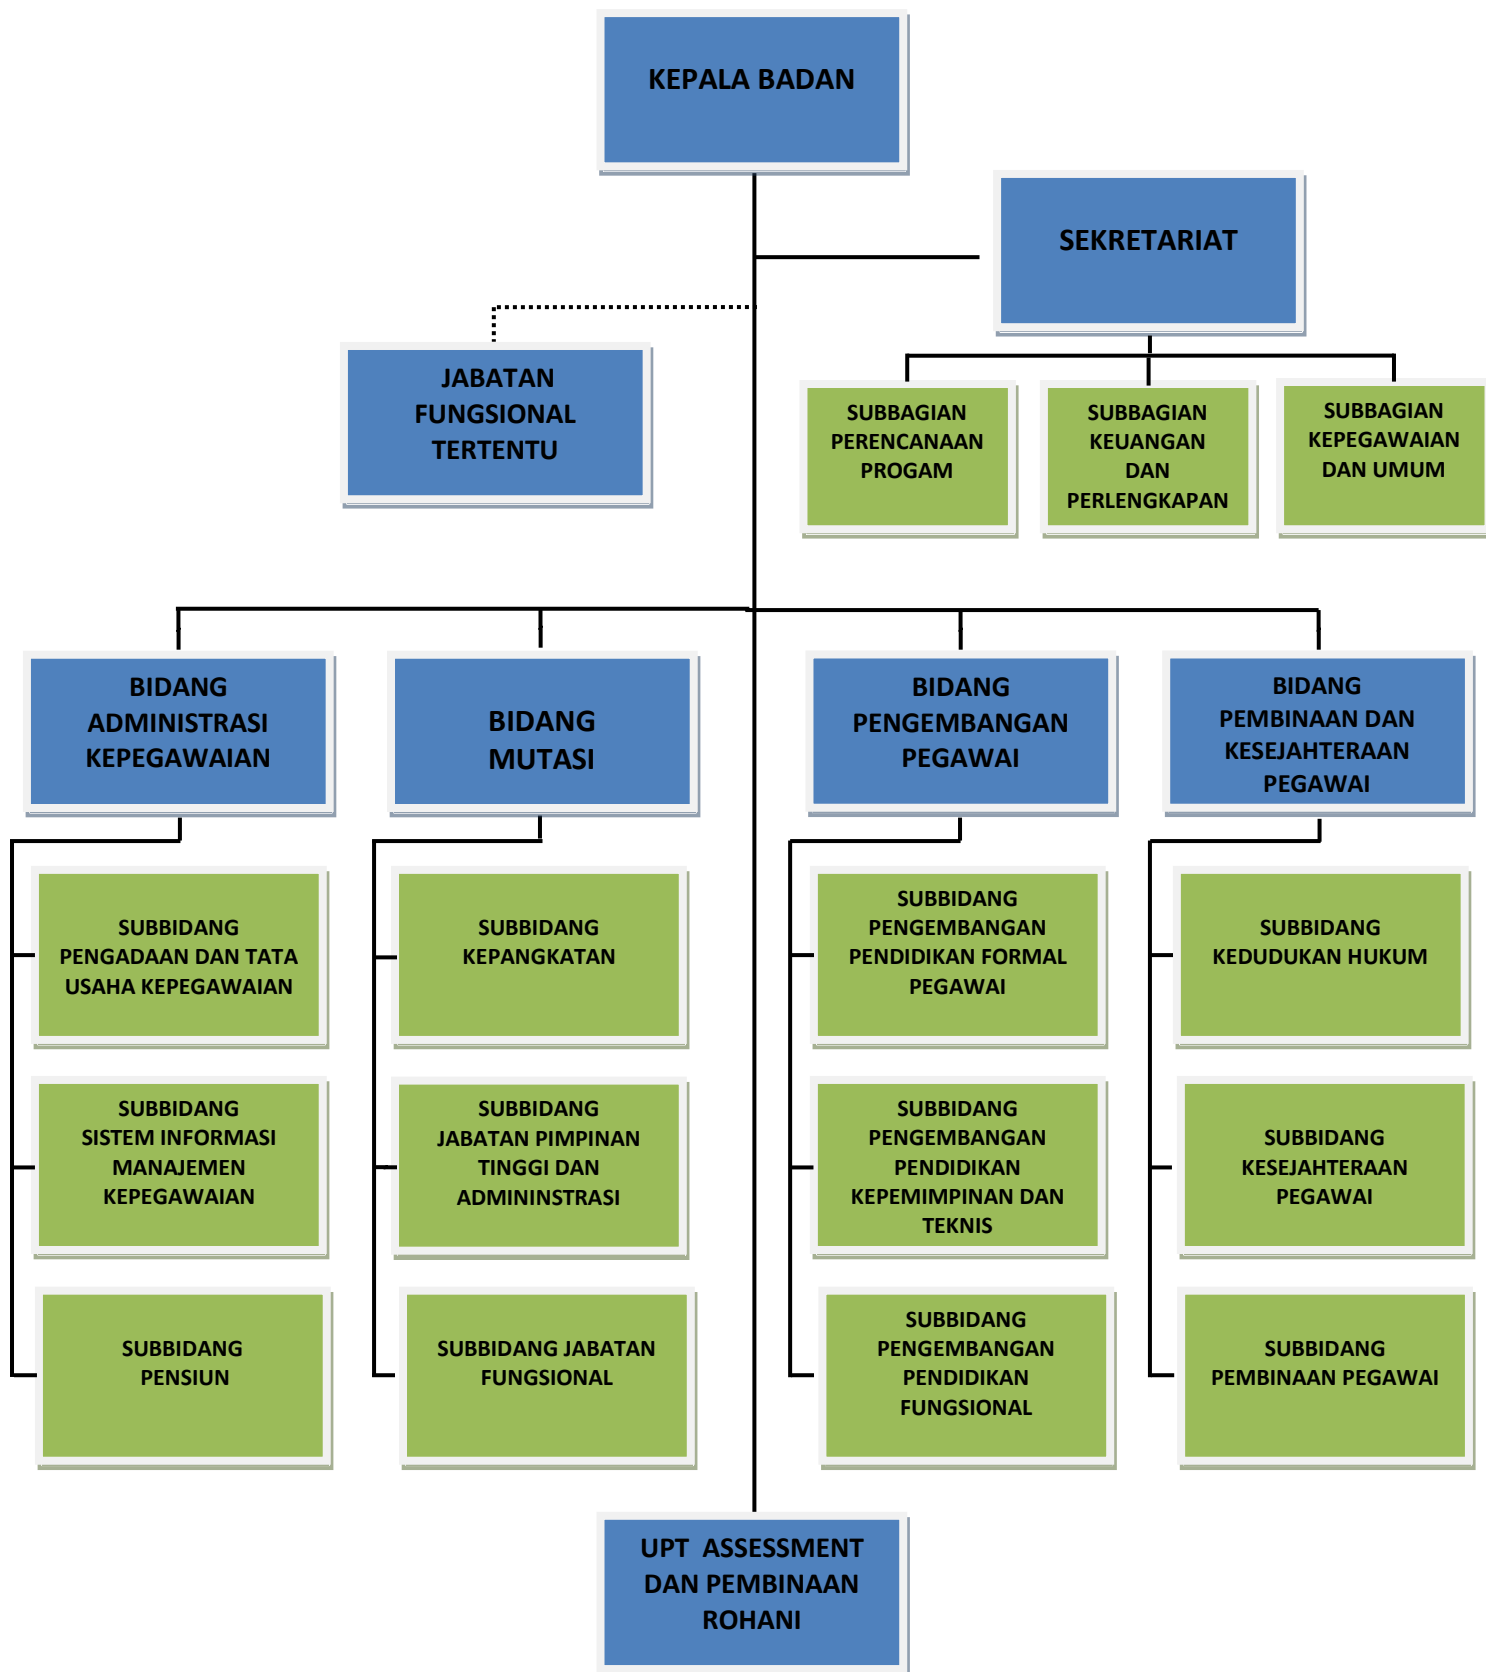 KEPALA BADAN
SEKRETARIAT
JABATAN
FUNGSIONAL
TERTENTU
SUBBAGIAN
PERENCANAAN
PROGAM
SUBBAGIAN
KEUANGAN
DAN
PERLENGKAPAN
SUBBAGIAN
KEPEGAWAIAN
DAN UMUM
BIDANG
ADMINISTRASI
KEPEGAWAIAN
BIDANG
MUTASI
BIDANG
PENGEMBANGAN
PEGAWAI
BIDANG
PEMBINAAN DAN
KESEJAHTERAAN
PEGAWAI
SUBBIDANG
PENGADAAN DAN TATA
USAHA KEPEGAWAIAN
SUBBIDANG
KEPANGKATAN
SUBBIDANG
PENGEMBANGAN
PENDIDIKAN FORMAL
PEGAWAI
SUBBIDANG
KEDUDUKAN HUKUM
SUBBIDANG
SISTEM INFORMASI
MANAJEMEN
KEPEGAWAIAN
SUBBIDANG
JABATAN PIMPINAN
TINGGI DAN
ADMININSTRASI
SUBBIDANG
PENGEMBANGAN
PENDIDIKAN
KEPEMIMPINAN DAN
TEKNIS
SUBBIDANG
KESEJAHTERAAN
PEGAWAI
SUBBIDANG
PENSIUN
SUBBIDANG JABATAN
FUNGSIONAL
SUBBIDANG
PENGEMBANGAN
PENDIDIKAN
FUNGSIONAL
SUBBIDANG
PEMBINAAN PEGAWAI
UPT  ASSESSMENT
DAN PEMBINAAN
ROHANI